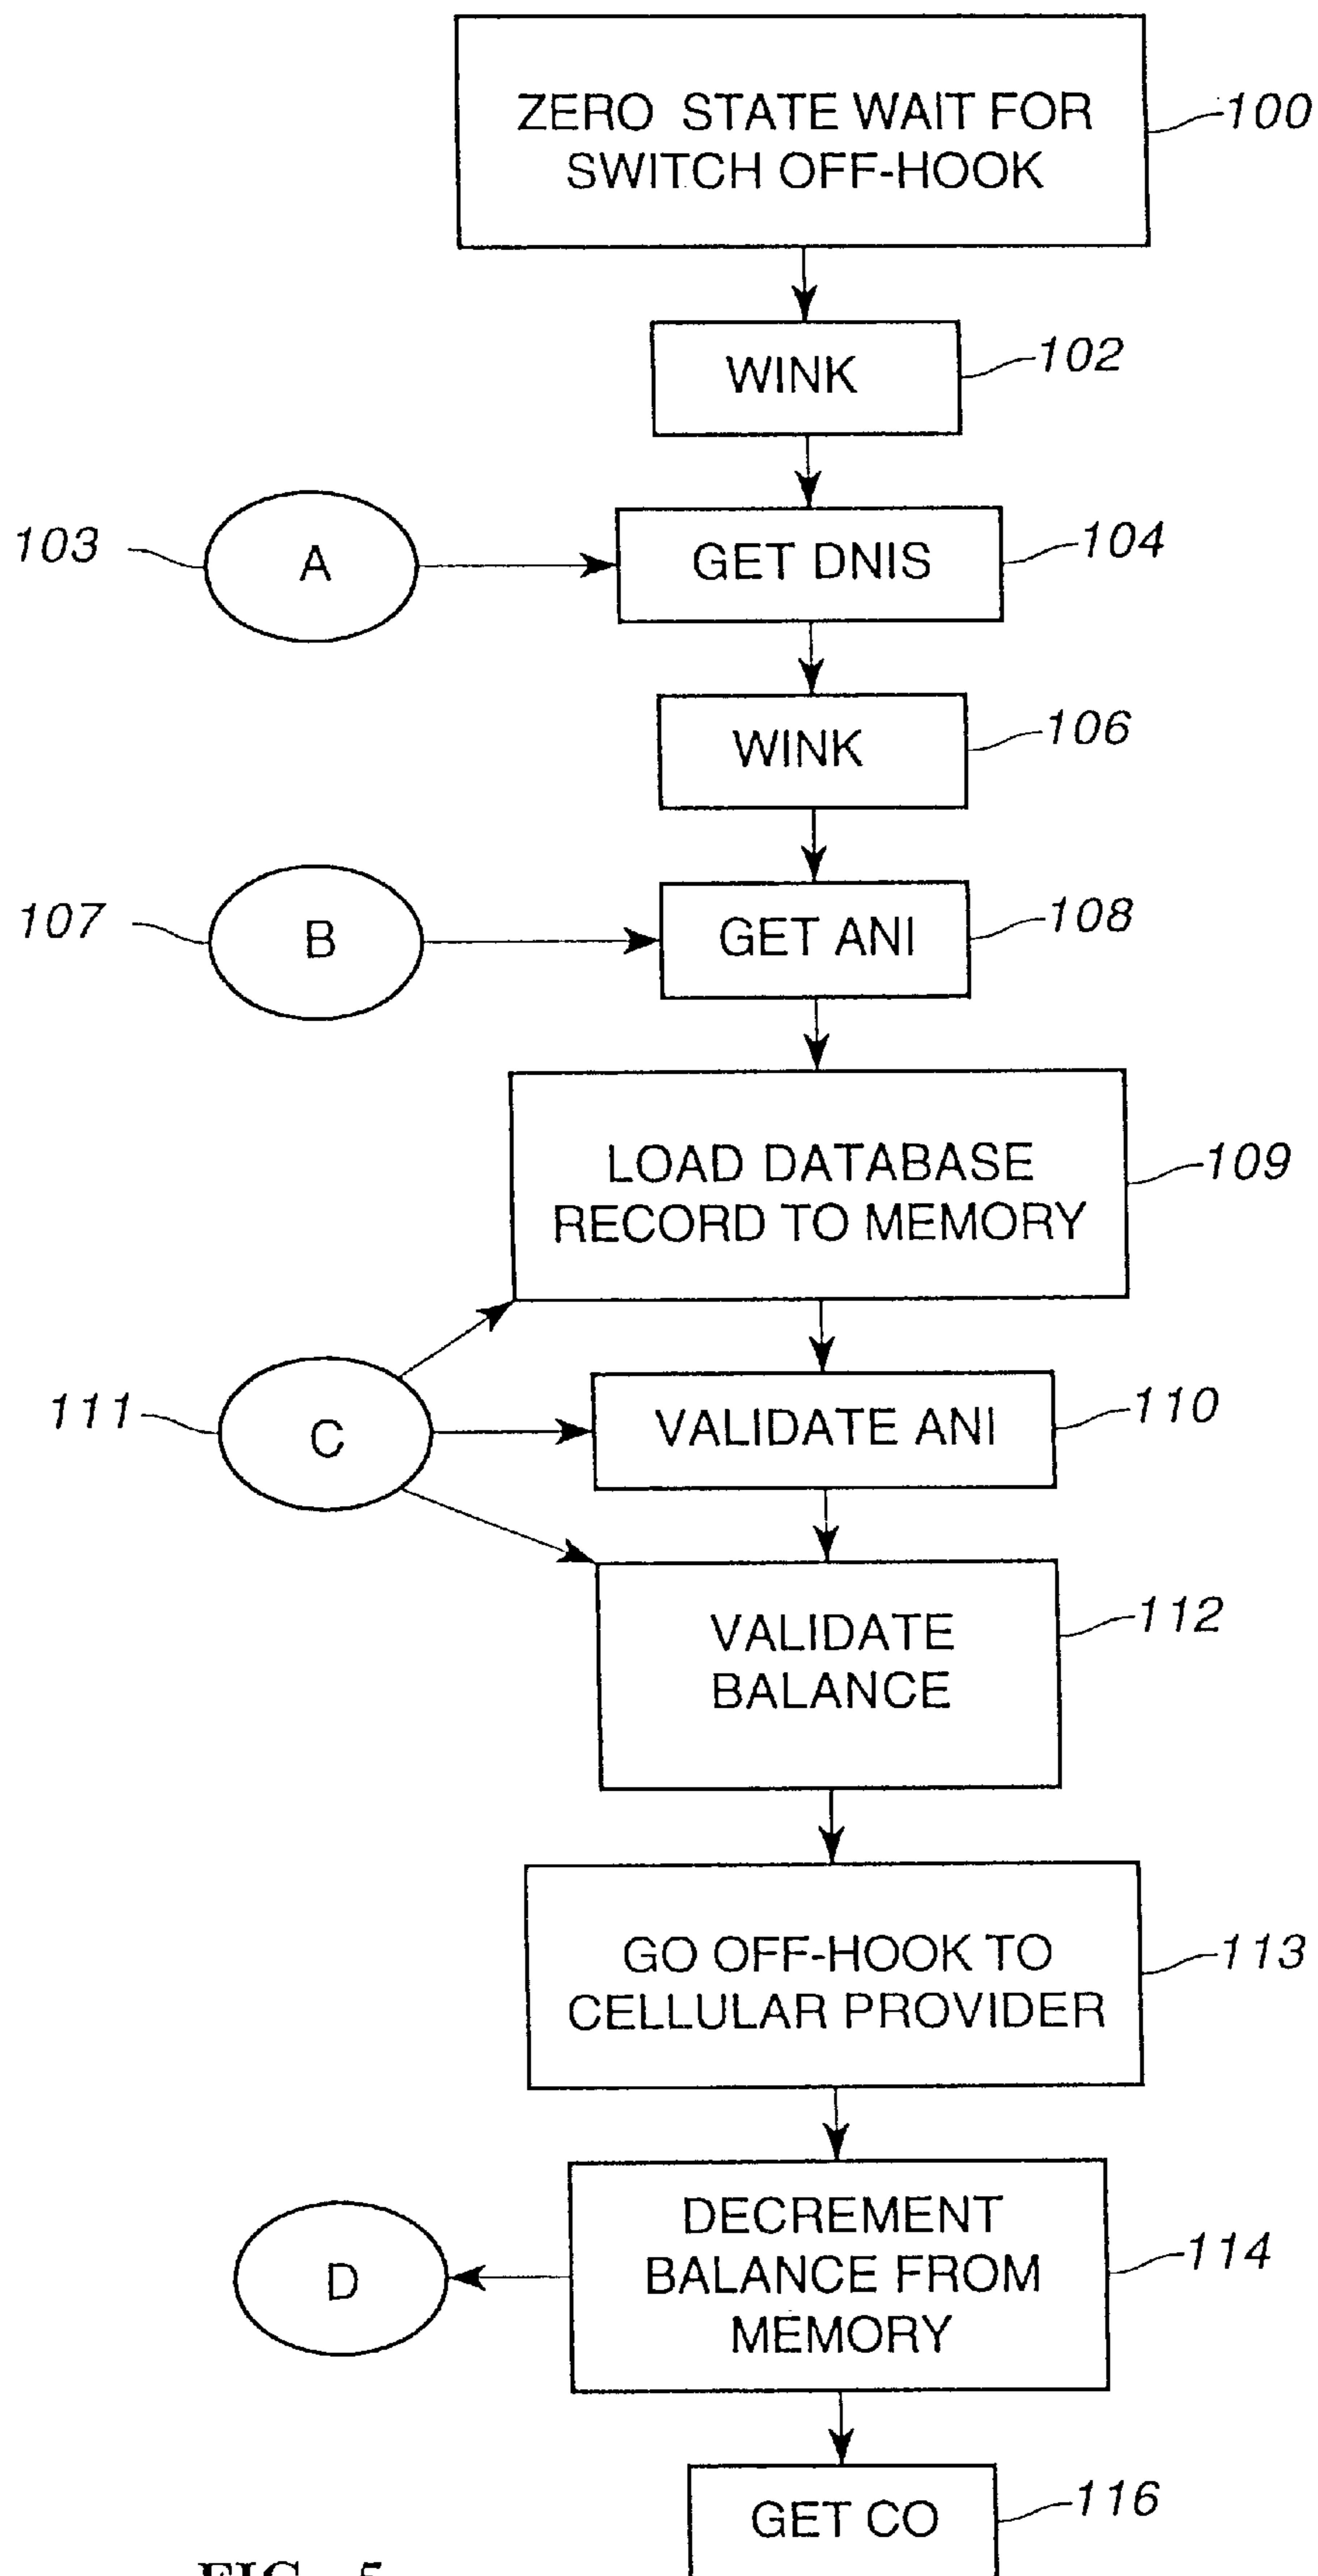 ZERO STATE WAIT FOR
SWITCH OFF-HOOK
100
WINK
102
103
A
GET DNIS
104
WINK
106
107
B
GET ANI
108
LOAD DATABASE
RECORD TO MEMORY
109
111
C
VALIDATE ANI
110
VALIDATE
BALANCE
112
GO OFF-HOOK TO
CELLULAR PROVIDER
113
D
DECREMENT
BALANCE FROM
MEMORY
114
GET CO
116
FIG. 5